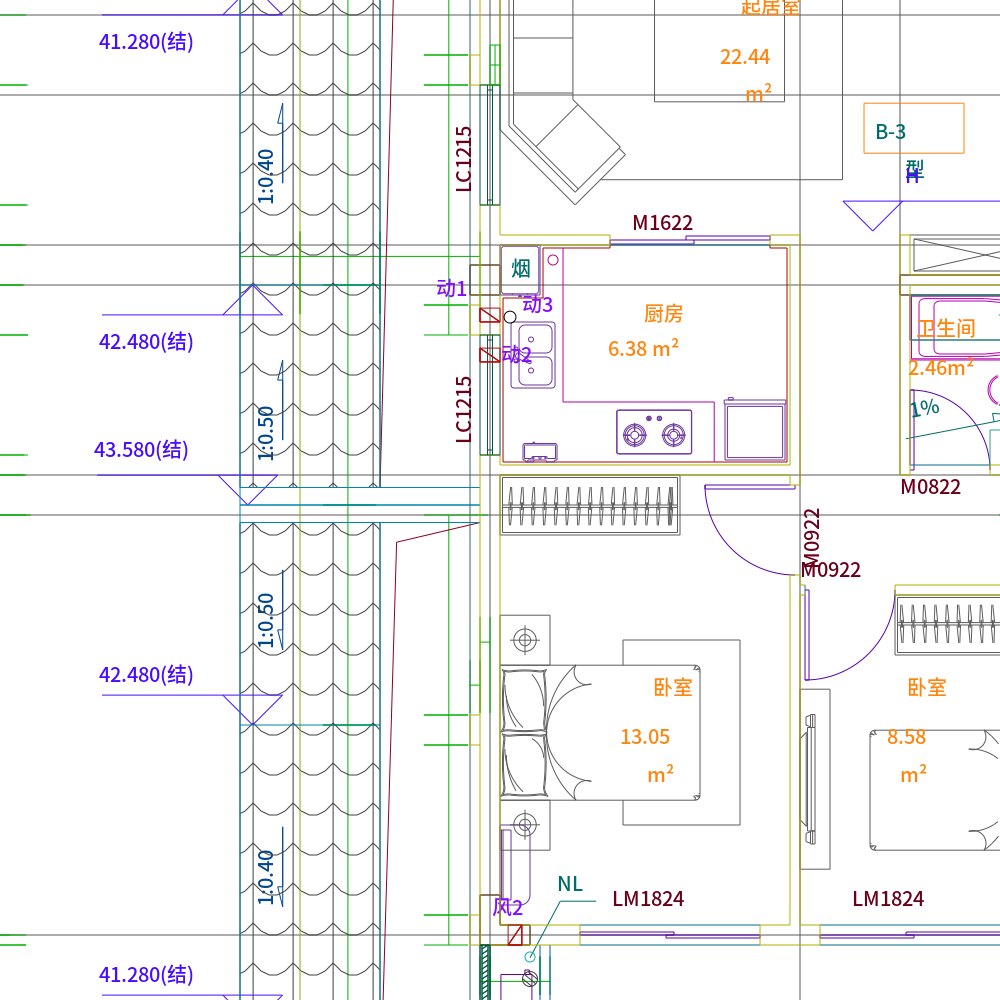 起居室
41.280(结)
22.44
m²
B-3
型
H
LC1215
1:0.40
M1622
烟
动1
动3
厨房
卫生间
42.480(结)
6.38 m²
动2
2.46m²
LC1215
1%
1:0.50
43.580(结)
M0822
M0922
M0922
1:0.50
42.480(结)
卧室
卧室
13.05
8.58
m²
m²
1:0.40
NL
LM1824
LM1824
风2
41.280(结)